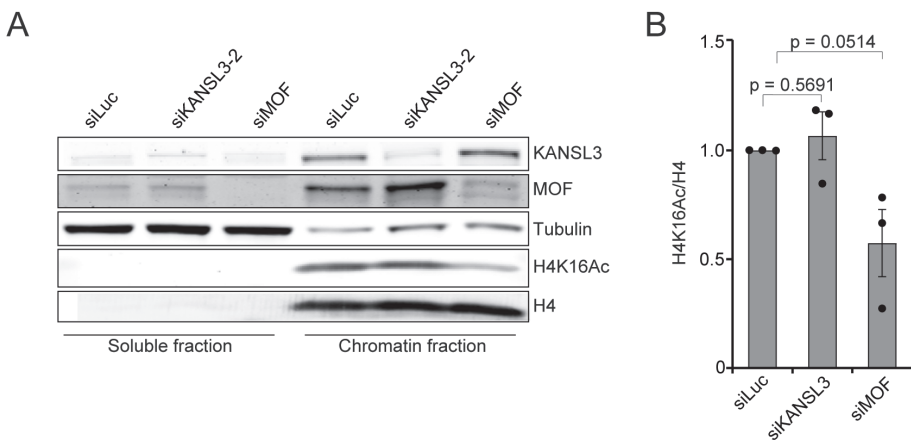 A
siLuc
siKANSL3-2
siMOF
siLuc
siKANSL3-2
siMOF
KANSL3
MOF
Tubulin
H4K16Ac
H4
Soluble fraction
Chromatin fraction
B
H4K16Ac/H4
1.5
1.0
0.5
0
p = 0.0514
p = 0.5691
siLuc
siKANSL3
siMOF